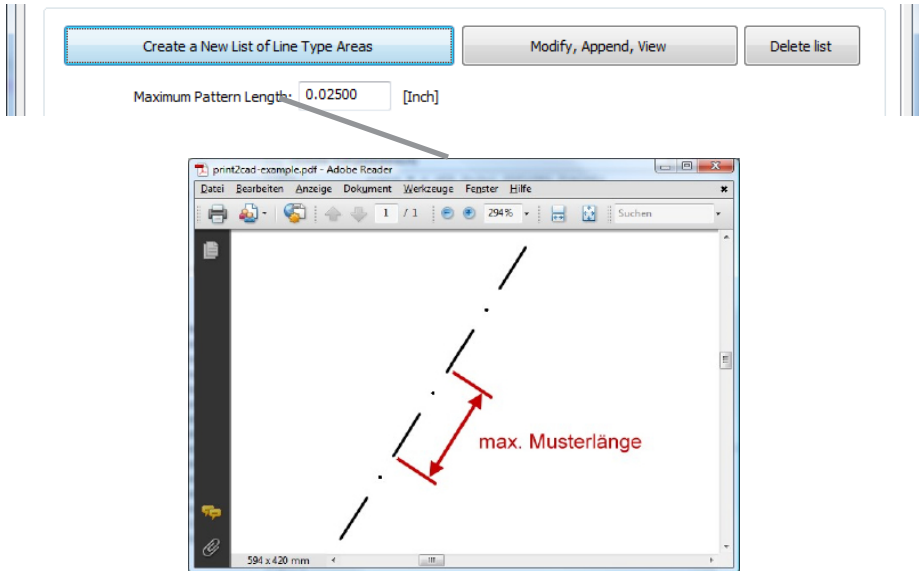 Create a New List of Line Type Areas Modify, Append, View Delete list
Maximum Pattern Length: 0.02500 [Inch]
print2cad-example.pdf - Adobe Reader
Datei Bearbeiten Anzeige Dokument Werkzeuge Fenster Hilfe
1 / 1 294% Suchen
max. Musterlänge
594 x 420 mm